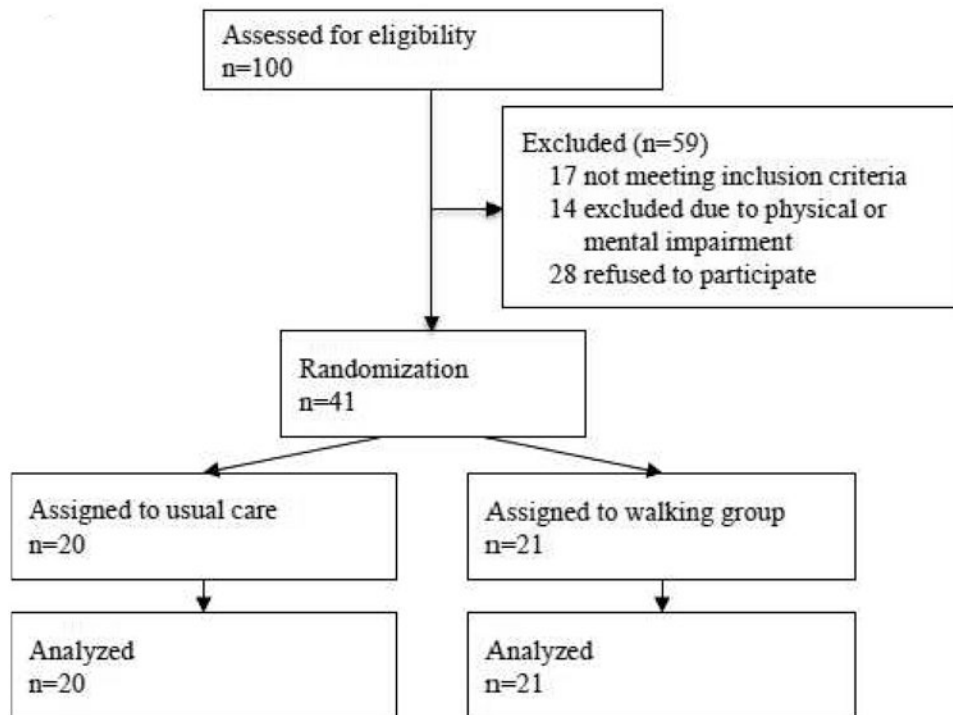 Assessed for eligibility
n=100
Excluded (n=59)
17 not meeting inclusion criteria
14 excluded due to physical or
mental impairment
28 refused to participate
Randomization
n=41
Assigned to usual care
n=20
Assigned to walking group
n=21
Analyzed
n=20
Analyzed
n=21